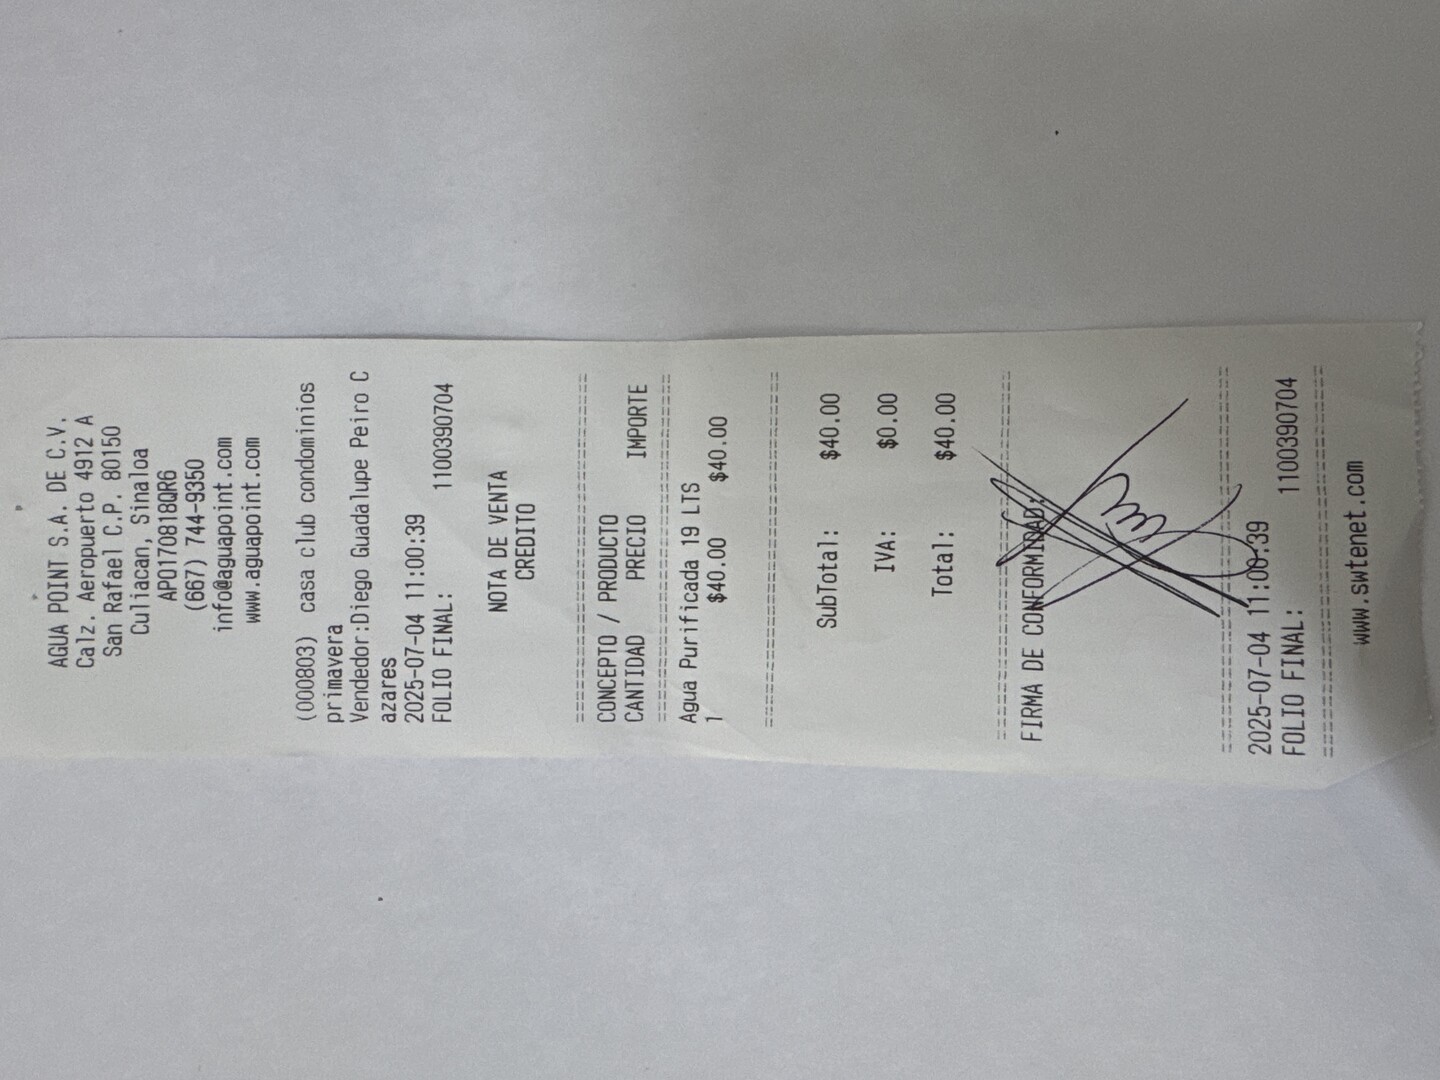 AGUA POINT S.A. DE C.V.
Calz. Aeropuerto 4912 A
San Rafael C.P. 80150
Culiacan, Sinaloa
APO170818QR6
(667) 744-9350
info@aguapoint.com
www.aguapoint.com
(000803) casa club condominios
primavera
Vendedor:Diego Guadalupe Peiro C
azares
2025-07-04 11:00:39
FOLIO FINAL: 1100390704
NOTA DE VENTA
CREDITO
================================
CONCEPTO / PRODUCTO
CANTIDAD PRECIO IMPORTE
================================
Agua Purificada 19 LTS
1 $40.00 $40.00
================================
SubTotal: $40.00
IVA: $0.00
Total: $40.00
================================
FIRMA DE CONFORMIDAD:
================================
2025-07-04 11:00:39
FOLIO FINAL: 1100390704
================================
www.swtenet.com